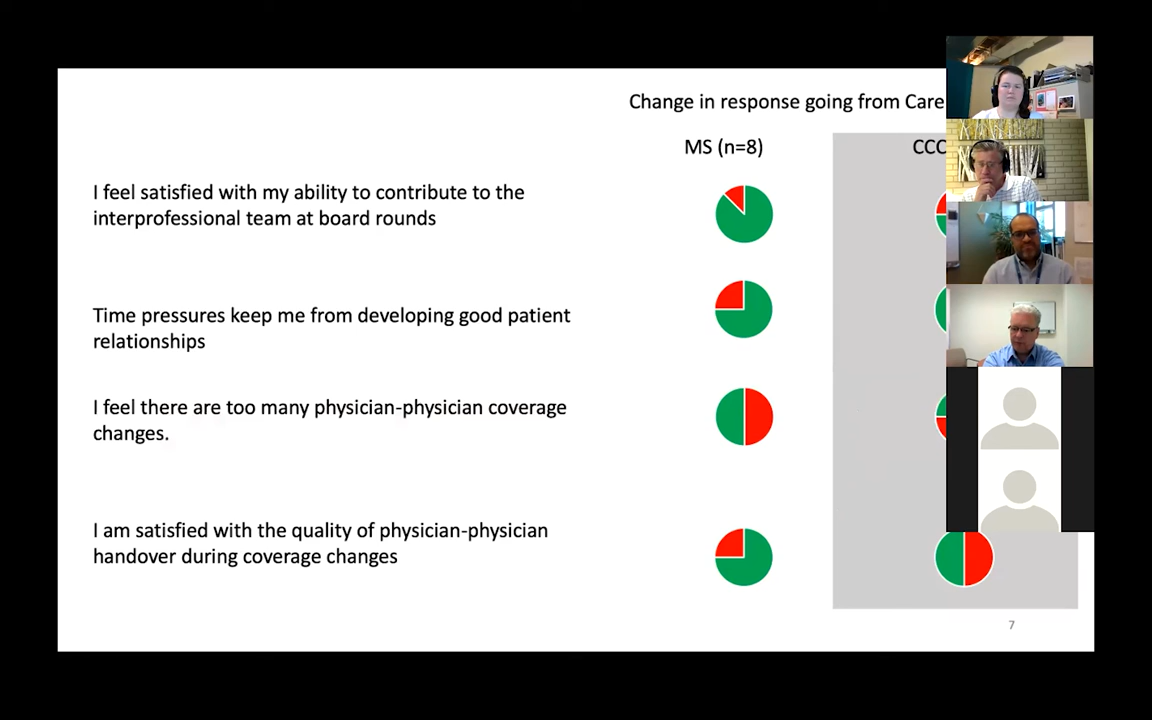 Change in response going from Care
MS (n=8)
CCC
I feel satisfied with my ability to contribute to the
interprofessional team at board rounds
Time pressures keep me from developing good patient
relationships
I feel there are too many physician-physician coverage
changes.
I am satisfied with the quality of physician-physician
handover during coverage changes
7